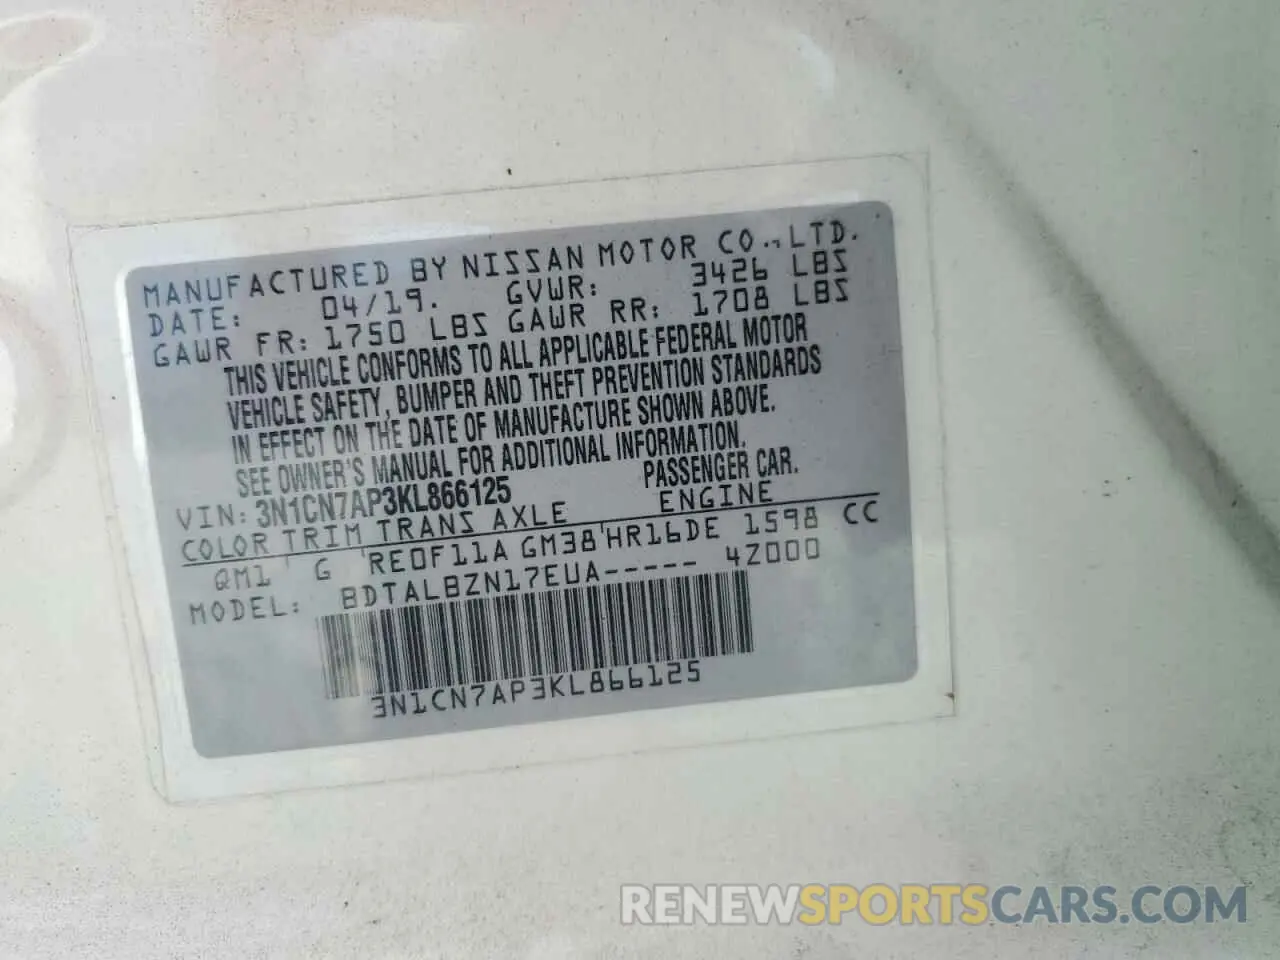 MANUFACTURED BY NISSAN MOTOR CO.,LTD.
DATE: 04/19. GVWR: 3426 LBS
GAWR FR: 1750 LBS GAWR RR: 1708 LBS
THIS VEHICLE CONFORMS TO ALL APPLICABLE FEDERAL MOTOR
VEHICLE SAFETY, BUMPER AND THEFT PREVENTION STANDARDS
IN EFFECT ON THE DATE OF MANUFACTURE SHOWN ABOVE.
SEE OWNER'S MANUAL FOR ADDITIONAL INFORMATION.
VIN: 3N1CN7AP3KL866125 PASSENGER CAR.
COLOR TRIM TRANS AXLE ENGINE
QM1 ' G 'RE0F11A GM38'HR16DE 1598 CC
MODEL: BDTALBZN17EUA----- 4Z000
3N1CN7AP3KL866125
RENEWSPORTSCARS.COM